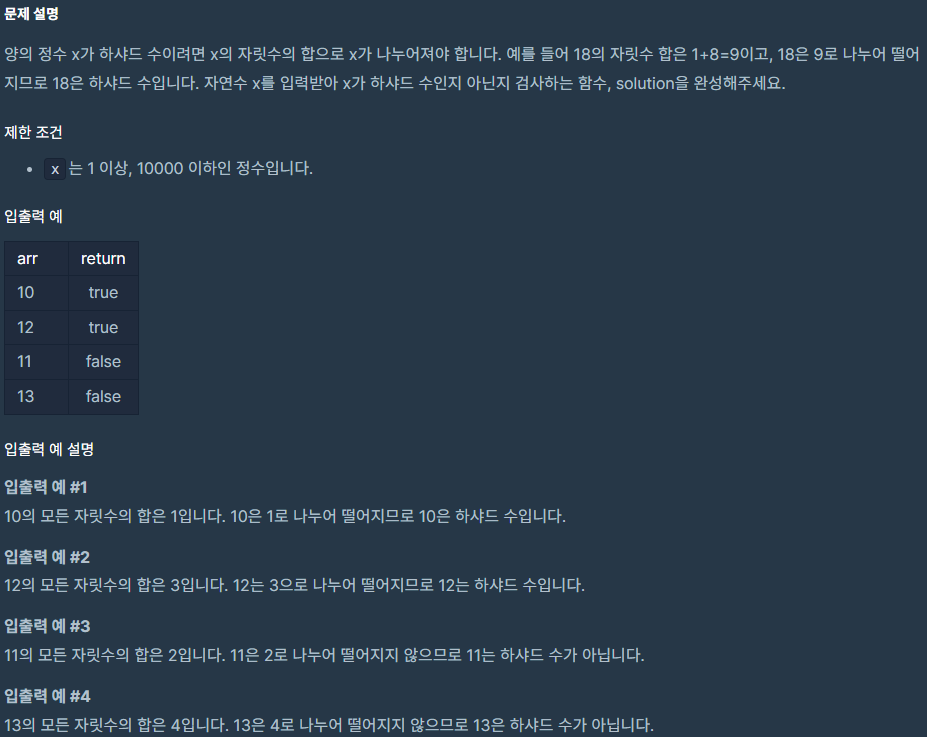 문제 설명
양의 정수 x가 하샤드 수이려면 x의 자릿수의 합으로 x가 나누어져야 합니다. 예를 들어 18의 자릿수 합은 1+8=9이고, 18은 9로 나누어 떨어
지므로 18은 하샤드 수입니다. 자연수 x를 입력받아 x가 하샤드 수인지 아닌지 검사하는 함수, solution을 완성해주세요.
제한 조건
• x 는 1 이상, 10000 이하인 정수입니다.
입출력 예
arr return
10 true
12 true
11 false
13 false
입출력 예 설명
입출력 예 #1
10의 모든 자릿수의 합은 1입니다. 10은 1로 나누어 떨어지므로 10은 하샤드 수입니다.
입출력 예 #2
12의 모든 자릿수의 합은 3입니다. 12는 3으로 나누어 떨어지므로 12는 하샤드 수입니다.
입출력 예 #3
11의 모든 자릿수의 합은 2입니다. 11은 2로 나누어 떨어지지 않으므로 11는 하샤드 수가 아닙니다.
입출력 예 #4
13의 모든 자릿수의 합은 4입니다. 13은 4로 나누어 떨어지지 않으므로 13은 하샤드 수가 아닙니다.